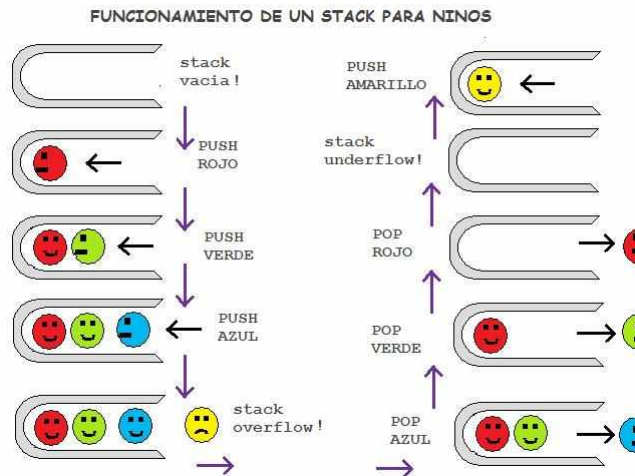 FUNCIONAMIENTO DE UN STACK PARA NINOS
stack
vacia!
PUSH
ROJO
PUSH
VERDE
PUSH
AZUL
stack
overflow!
POP
AZUL
POP
VERDE
POP
ROJO
stack
underflow!
PUSH
AMARILLO